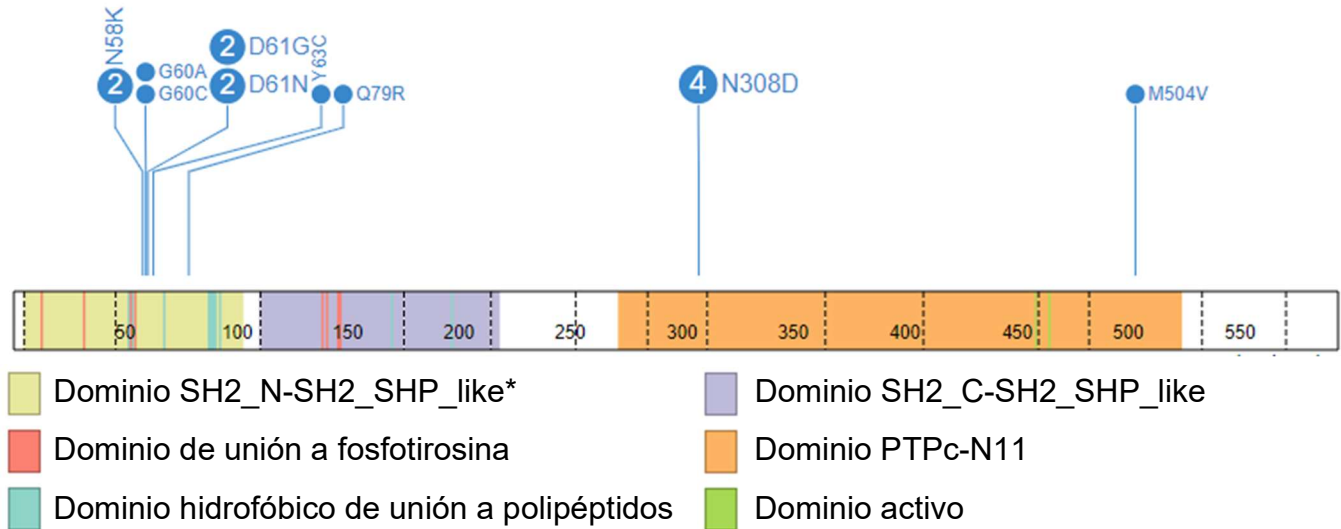 N58K
2
G60A
G60C
2 D61G
2 D61N
Y63C
Q79R
4 N308D
M504V
50 100 150 200 250 300 350 400 450 500 550
Dominio SH2_N-SH2_SHP_like* Dominio SH2_C-SH2_SHP_like
Dominio de unión a fosfotirosina Dominio PTPc-N11
Dominio hidrofóbico de unión a polipéptidos Dominio activo